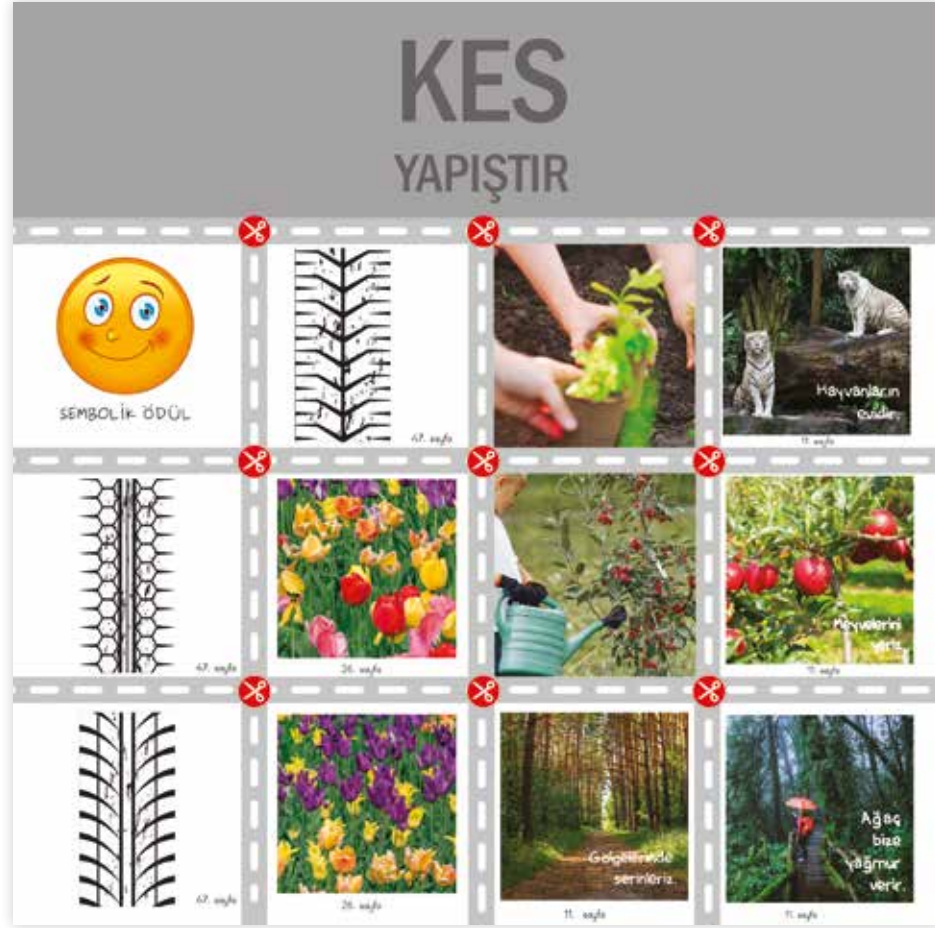 KES
YAPIŞTIR
SEMBOLİK ÖDÜL
47. sayfa
Hayvanların
evidir.
11. sayfa
47. sayfa
26. sayfa
Meyvelerini
yeriz.
11. sayfa
47. sayfa
26. sayfa
Gölgelerinde
serinleriz.
11. sayfa
Ağaç
bize
yağmur
verir.
11. sayfa